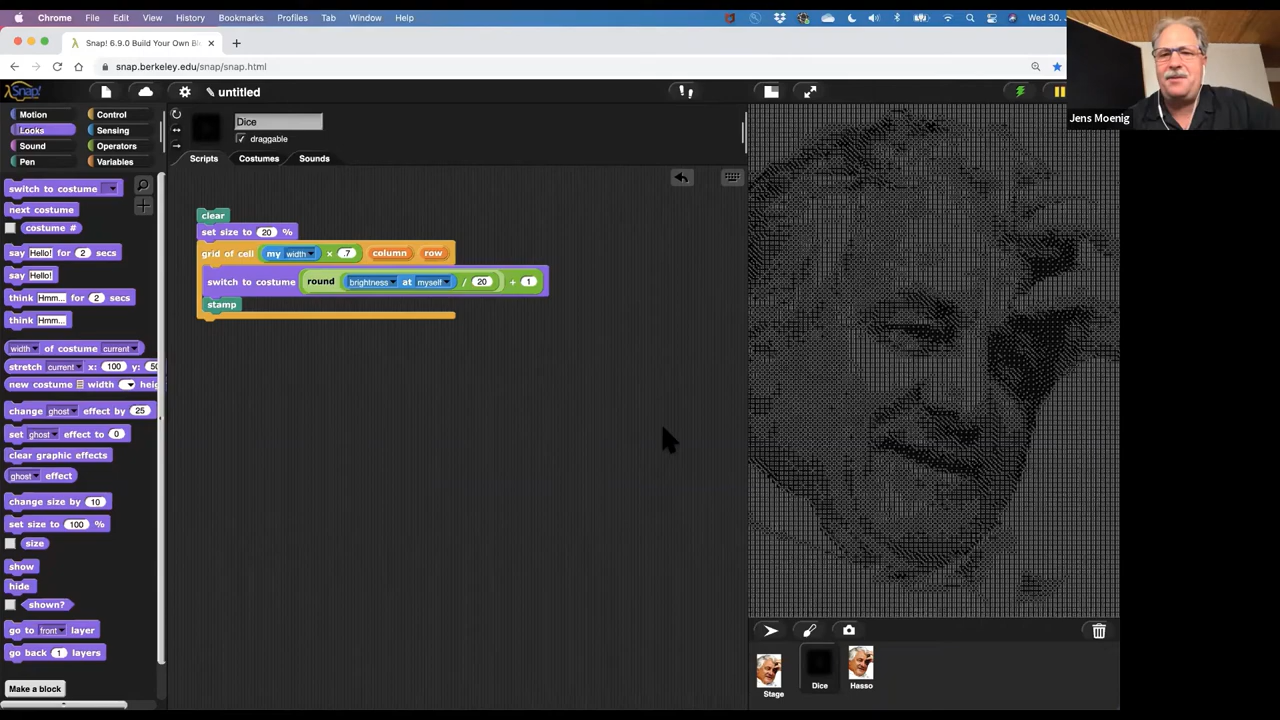 Chrome File Edit View History Bookmarks Profiles Tab Window Help Wed 30.
Snap! 6.9.0 Build Your Own Bl
snap.berkeley.edu/snap/snap.html
Jens Moenig
Snap! untitled
Motion Control
Looks Sensing
Sound Operators
Pen Variables
Dice
draggable
Scripts Costumes Sounds
switch to costume
next costume
costume #
say Hello! for 2 secs
say Hello!
think Hmm... for 2 secs
think Hmm...
width of costume current
stretch current x: 100 y: 50
new costume width heig
change ghost effect by 25
set ghost effect to 0
clear graphic effects
ghost effect
change size by 10
set size to 100 %
size
show
hide
shown?
go to front layer
go back 1 layers
Make a block
clear
set size to 20 %
grid of cell my width × .7 column row
switch to costume round brightness at myself / 20 + 1
stamp
Stage Dice Hasso